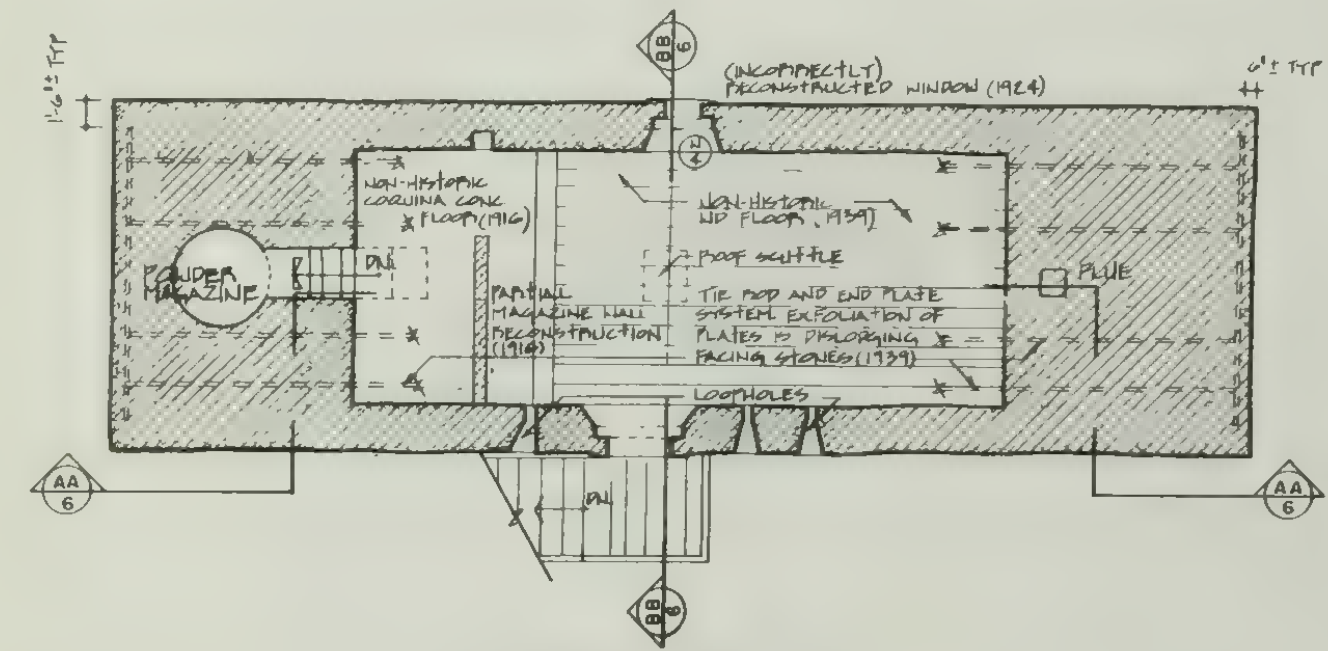 BB
6
(INCORRECTLY)
RECONSTRUCTED WINDOW (1924)
6"± TYP
1'-6"± TYP
N
4
NON-HISTORIC
COQUINA CONC
FLOOR (1916)
NON-HISTORIC
WD FLOOR, 1939)
ROOF SCUTTLE
POWDER
MAGAZINE
DN
FLUE
PARTIAL
MAGAZINE WALL
RECONSTRUCTION
(1916)
TIE ROD AND END PLATE
SYSTEM EXFOLIATION OF
PLATES IS DISLODGING
FACING STONES (1939)
LOOPHOLES
DN
AA
6
AA
6
BB
6